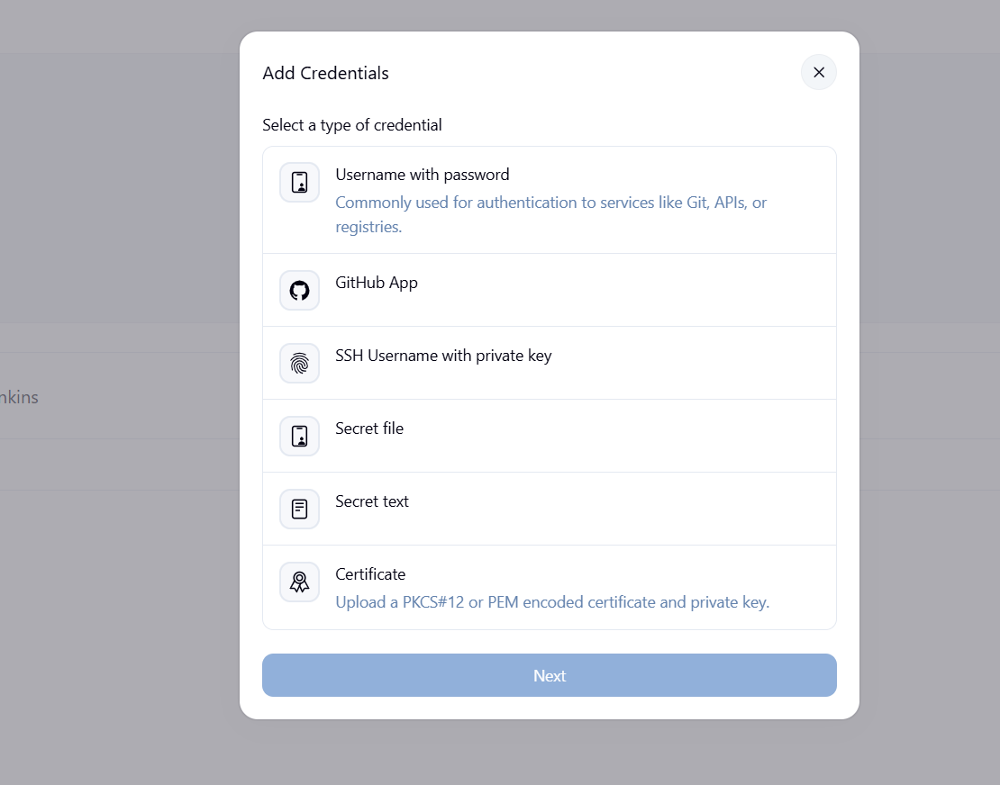 Add Credentials
Select a type of credential
Username with password
Commonly used for authentication to services like Git, APIs, or
registries.
GitHub App
SSH Username with private key
nkins
Secret file
Secret text
Certificate
Upload a PKCS#12 or PEM encoded certificate and private key.
Next